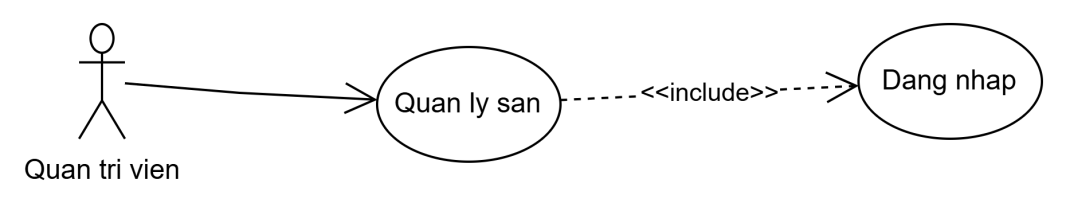 Quan ly san
<<include>>
Dang nhap
Quan tri vien